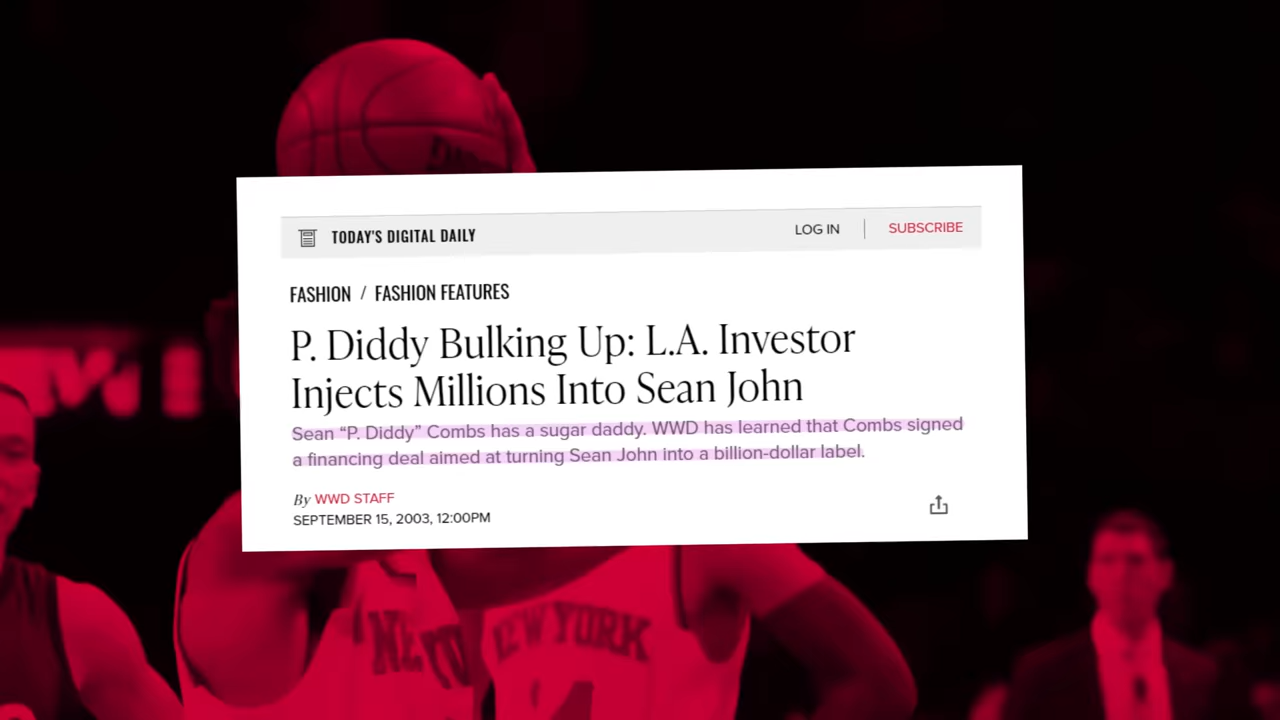 TODAY'S DIGITAL DAILY
LOG IN | SUBSCRIBE
FASHION / FASHION FEATURES
P. Diddy Bulking Up: L.A. Investor
Injects Millions Into Sean John
Sean “P. Diddy” Combs has a sugar daddy. WWD has learned that Combs signed
a financing deal aimed at turning Sean John into a billion-dollar label.
By WWD STAFF
SEPTEMBER 15, 2003, 12:00PM
NEW YORK